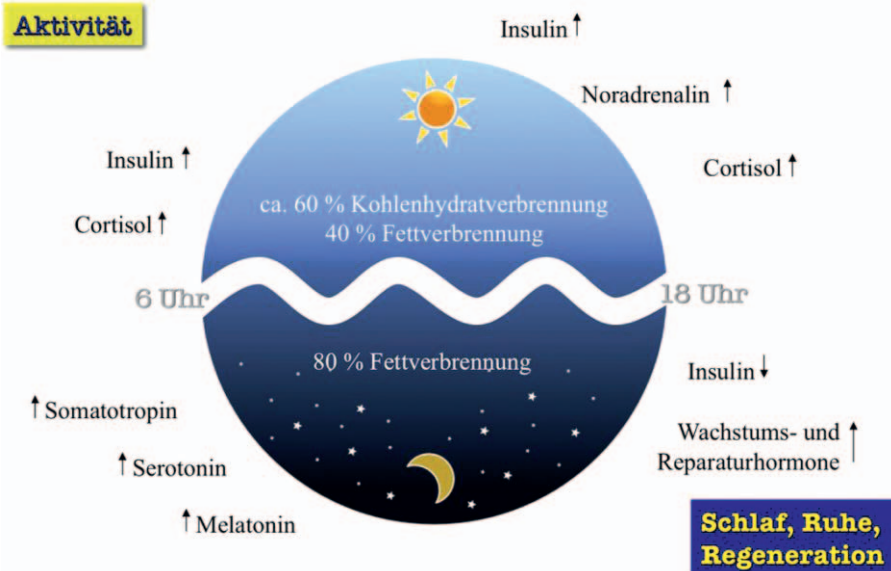 Aktivität
Insulin ↑
Noradrenalin ↑
Insulin ↑
Cortisol ↑
Cortisol ↑
ca. 60 % Kohlenhydratverbrennung
40 % Fettverbrennung
6 Uhr
18 Uhr
80 % Fettverbrennung
Insulin ↓
↑ Somatotropin
Wachstums- und
Reparaturhormone ↑
↑ Serotonin
↑ Melatonin
Schlaf, Ruhe,
Regeneration